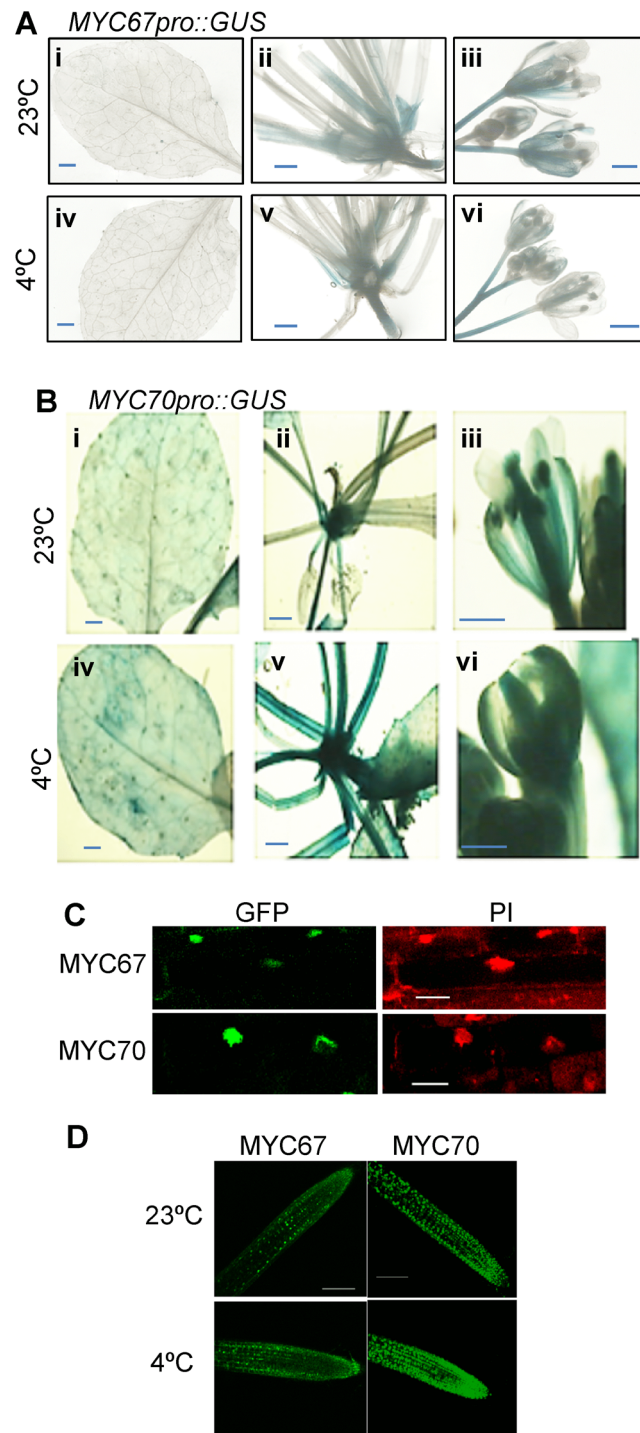 A MYC67pro::GUS
23ºC i ii iii
4ºC iv v vi
B MYC70pro::GUS
23ºC i ii iii
4ºC iv v vi
C GFP PI
MYC67
MYC70
D MYC67 MYC70
23ºC
4ºC